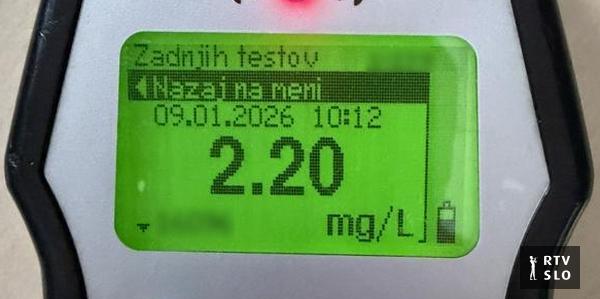 Zadnjih testov
Nazaj na meni
09.01.2026 10:12
2.20
mg/L
RTV
SLO